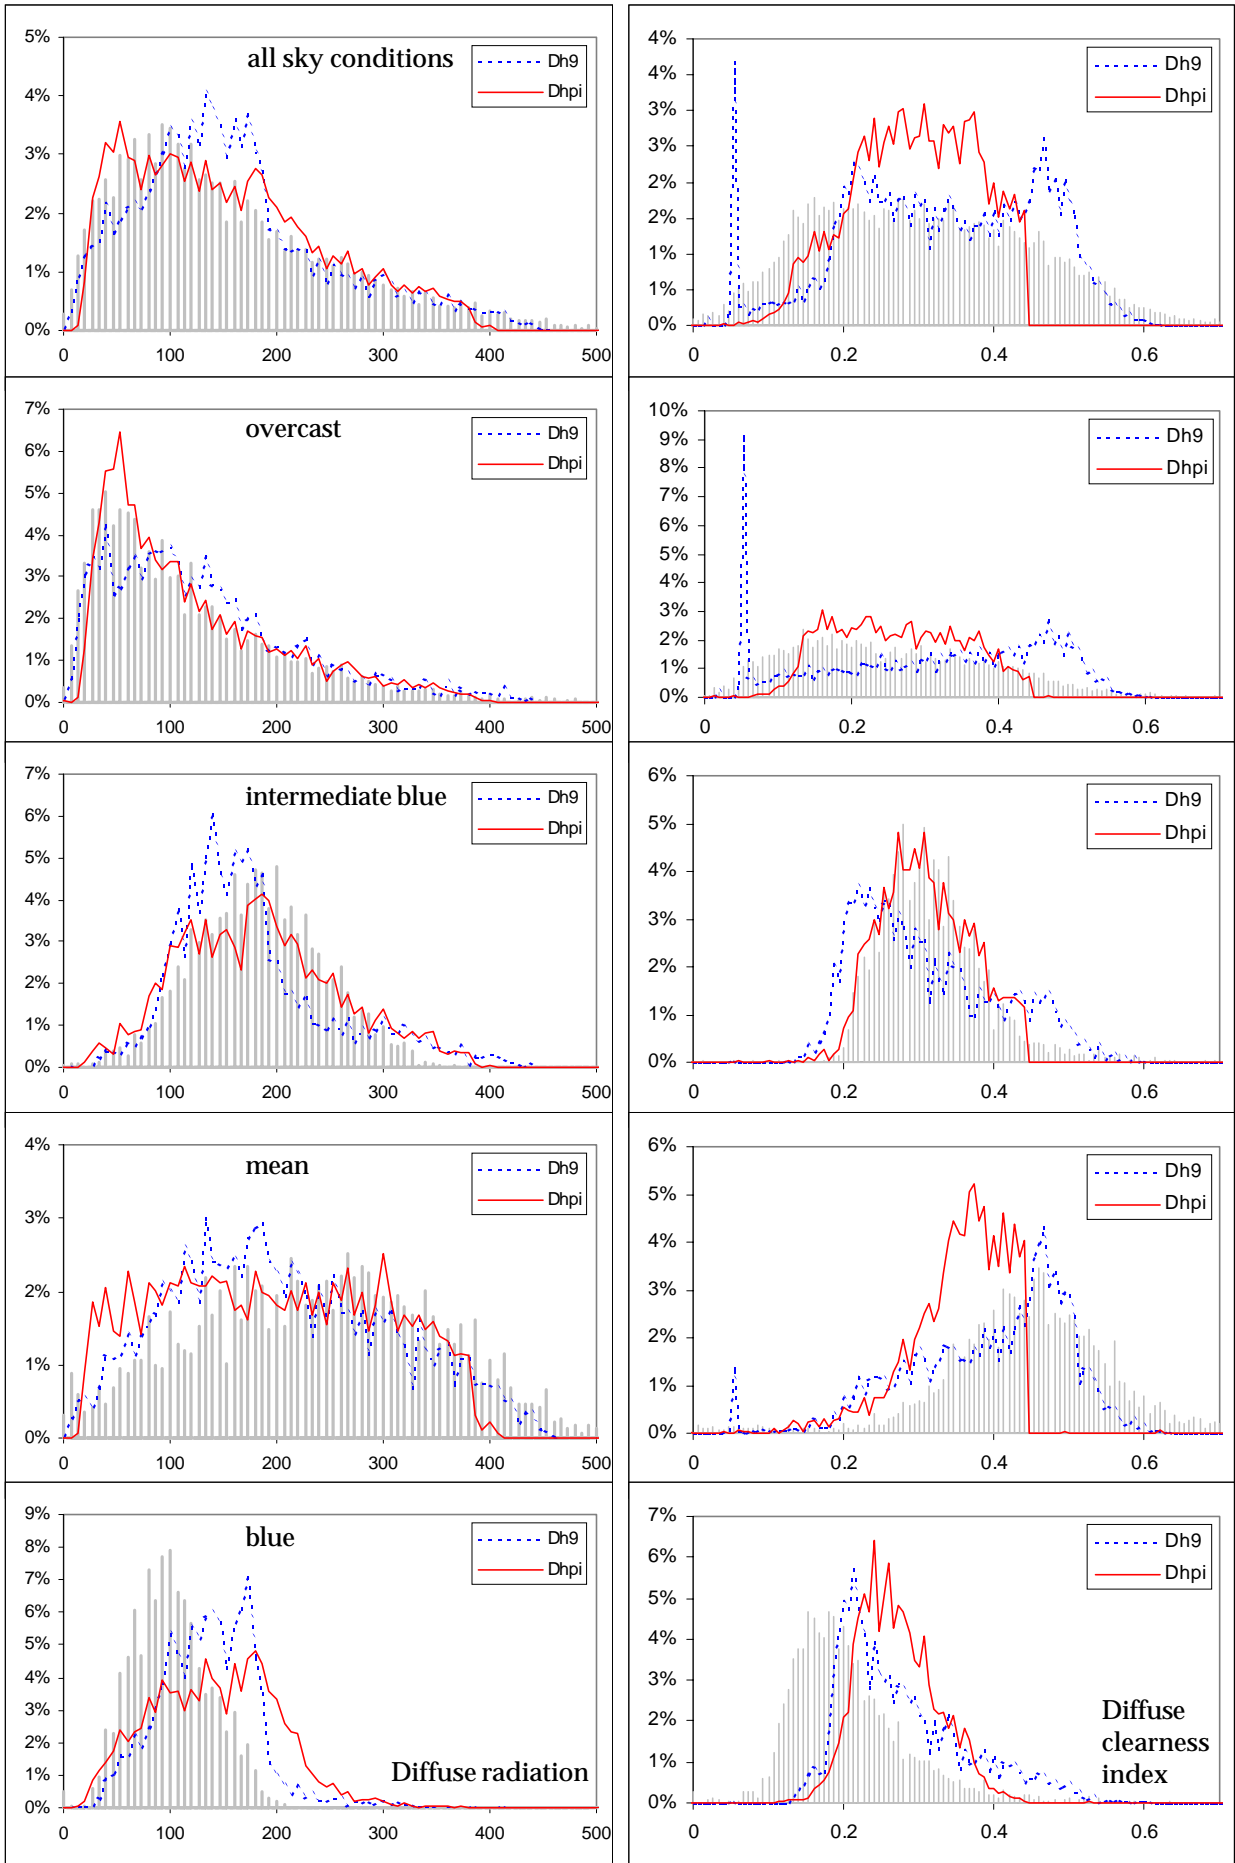 5%
4%
3%
2%
1%
0%
0 100 200 300 400 500
all sky conditions
Dh9
Dhpi
4%
4%
3%
3%
2%
2%
1%
1%
0%
0.2 0.4 0.6
Dh9
Dhpi
7%
6%
5%
4%
3%
2%
1%
0%
0 100 200 300 400 500
overcast
Dh9
Dhpi
10%
9%
8%
7%
6%
5%
4%
3%
2%
1%
0%
0 0.2 0.4 0.6
Dh9
Dhpi
7%
6%
5%
4%
3%
2%
1%
0%
0 100 200 300 400 500
intermediate blue
Dh9
Dhpi
6%
5%
4%
3%
2%
1%
0%
0 0.2 0.4 0.6
Dh9
Dhpi
4%
3%
2%
1%
0%
0 100 200 300 400 500
mean
Dh9
Dhpi
6%
5%
4%
3%
2%
1%
0%
0 0.2 0.4 0.6
Dh9
Dhpi
9%
8%
7%
6%
5%
4%
3%
2%
1%
0%
0 100 200 300 400 500
blue
Dh9
Dhpi
Diffuse radiation
7%
6%
5%
4%
3%
2%
1%
0%
0 0.2 0.4 0.6
Dh9
Dhpi
Diffuse
clearness
index